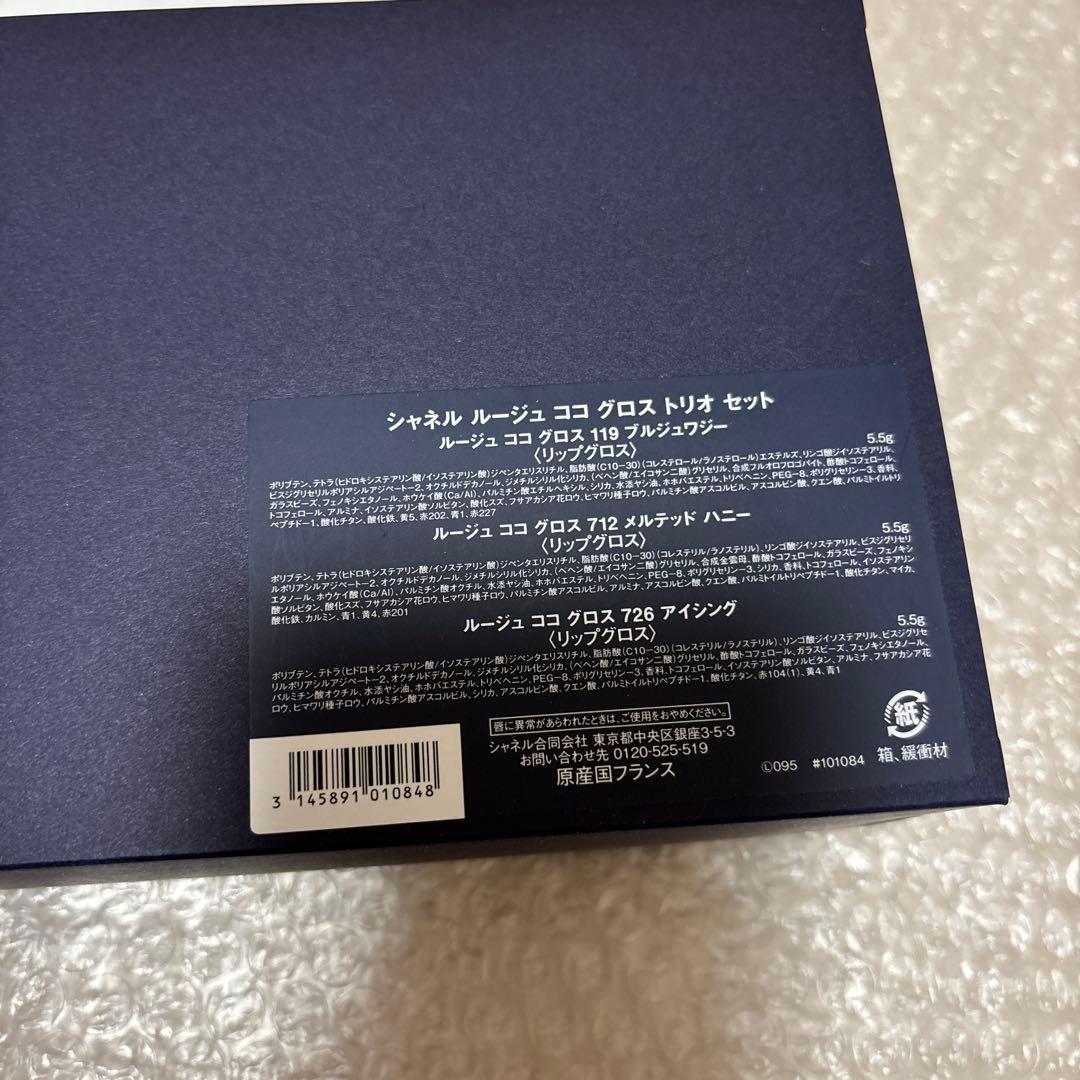 シャネル ルージュ ココ グロス トリオ セット
ルージュ ココ グロス 119 ブルジュワジー
〈リップグロス〉
5.5g
ポリブテン、テトラ(ヒドロキシステアリン酸/イソステアリン酸)ジペンタエリスリチル、脂肪酸(C10-30)(コレステロール/ラノステロール)エステルズ、リンゴ酸ジイソステアリル、
ビスジグリセリルポリアシルアジペート-2、オクチルドデカノール、ジメチルシリル化シリカ、(ベヘン酸/エイコサン二酸)グリセリル、合成フルオロフロゴパイト、酢酸トコフェロール、
ガラスビーズ、フェノキシエタノール、ホウケイ酸(Ca/Al)、パルミチン酸エチルヘキシル、シリカ、水添ヤシ油、ホホバエステル、トリベヘニン、PEG-8、ポリグリセリン-3、香料、
トコフェロール、アルミナ、イソステアリン酸ソルビタン、酸化スズ、フサアカシア花ロウ、ヒマワリ種子ロウ、パルミチン酸アスコルビル、アスコルビン酸、クエン酸、パルミトイルトリ
ペプチド-1、酸化チタン、酸化鉄、黄5、赤202、青1、赤227
ルージュ ココ グロス 712 メルテッド ハニー
〈リップグロス〉
5.5g
ポリブテン、テトラ(ヒドロキシステアリン酸/イソステアリン酸)ジペンタエリスリチル、脂肪酸(C10-30)(コレステリル/ラノステリル)、リンゴ酸ジイソステアリル、ビスジグリセリ
ルポリアシルアジペート-2、オクチルドデカノール、ジメチルシリル化シリカ、(ベヘン酸/エイコサン二酸)グリセリル、合成金雲母、酢酸トコフェロール、ガラスビーズ、フェノキシ
エタノール、ホウケイ酸(Ca/Al)、パルミチン酸オクチル、水添ヤシ油、ホホバエステル、トリベヘニン、PEG-8、ポリグリセリン-3、シリカ、香料、トコフェロール、イソステアリン
酸ソルビタン、酸化スズ、フサアカシア花ロウ、ヒマワリ種子ロウ、パルミチン酸アスコルビル、アルミナ、アスコルビン酸、クエン酸、パルミトイルトリペプチド-1、酸化チタン、マイカ、
酸化鉄、カルミン、青1、黄4、赤201
ルージュ ココ グロス 726 アイシング
〈リップグロス〉
5.5g
ポリブテン、テトラ(ヒドロキシステアリン酸/イソステアリン酸)ジペンタエリスリチル、脂肪酸(C10-30)(コレステリル/ラノステリル)、リンゴ酸ジイソステアリル、ビスジグリセ
リルポリアシルアジペート-2、オクチルドデカノール、ジメチルシリル化シリカ、(ベヘン酸/エイコサン二酸)グリセリル、酢酸トコフェロール、ガラスビーズ、フェノキシエタノール、
パルミチン酸オクチル、水添ヤシ油、ホホバエステル、トリベヘニン、PEG-8、ポリグリセリン-3、香料、トコフェロール、イソステアリン酸ソルビタン、アルミナ、フサアカシア花
ロウ、ヒマワリ種子ロウ、パルミチン酸アスコルビル、シリカ、アスコルビン酸、クエン酸、パルミトイルトリペプチド-1、酸化チタン、赤104(1)、黄4、青1
唇に異常があらわれたときは、ご使用をおやめください。
シャネル合同会社 東京都中央区銀座3-5-3
お問い合わせ先 0120-525-519
原産国フランス
Ⓛ095 #101084
紙
箱、緩衝材
3 145891 010848